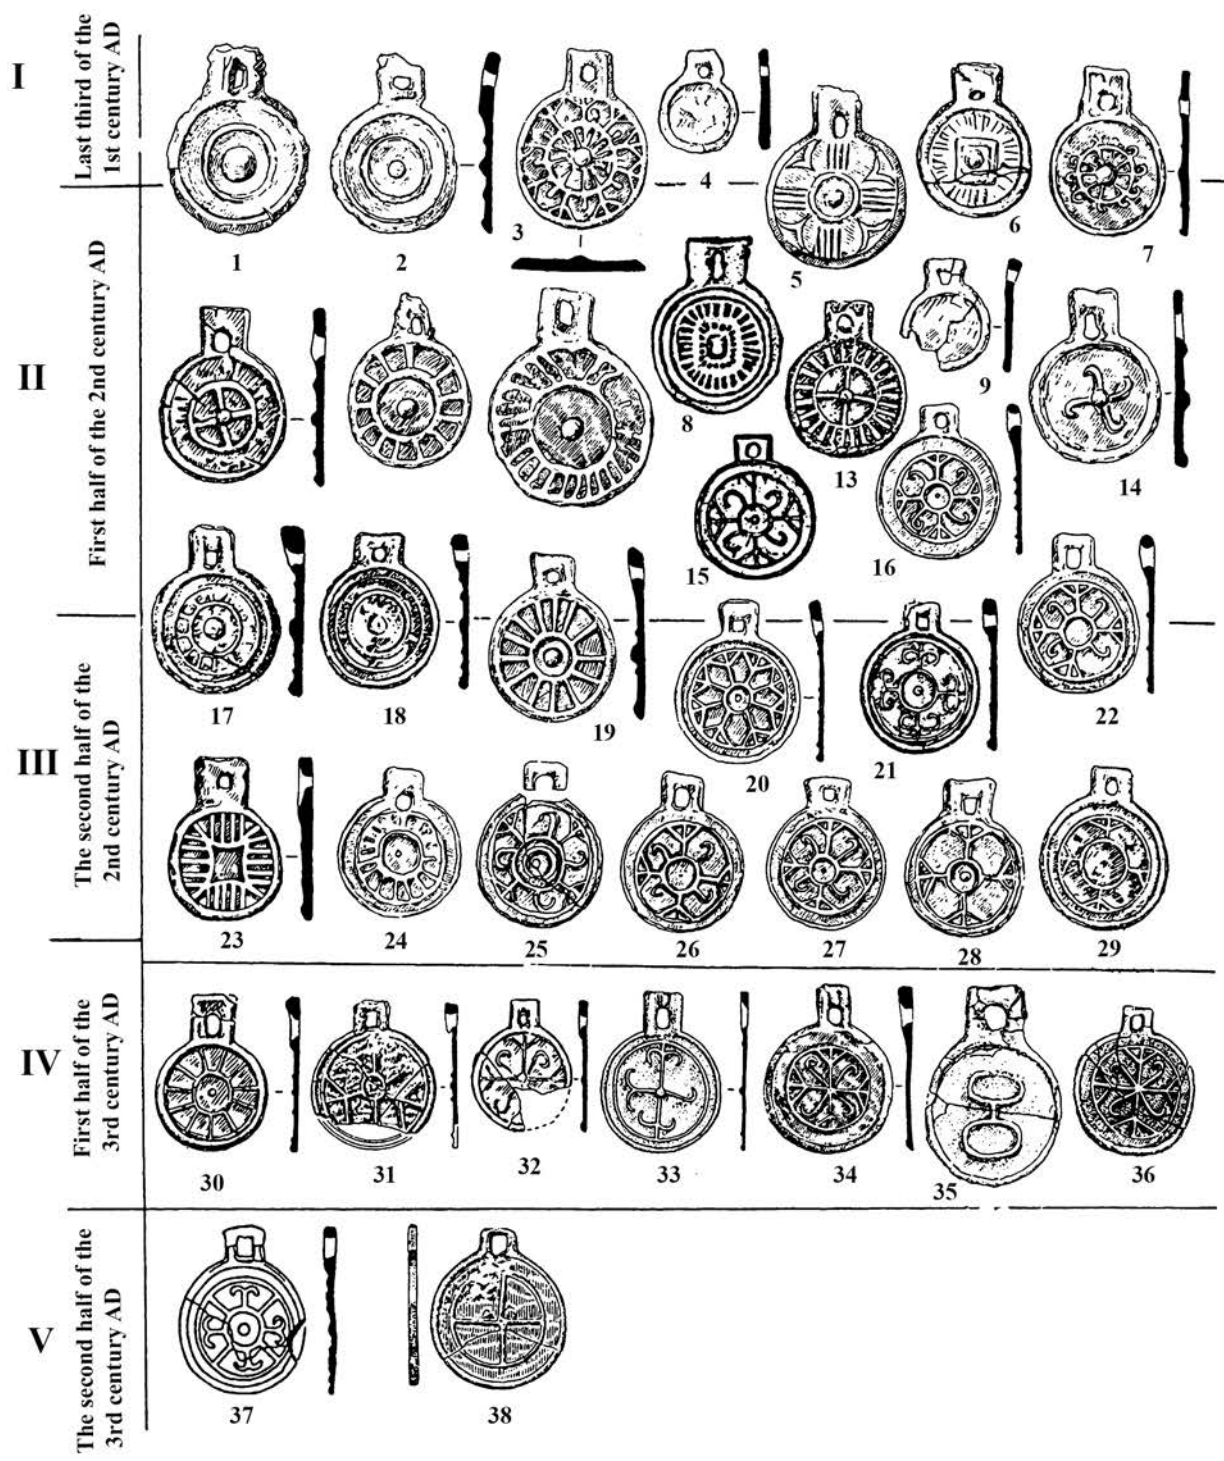 I
Last third of the
1st century AD
1
2
3
4
5
6
7
II
First half of the 2nd century AD
8
9
13
14
15
16
17
18
19
20
21
22
III
The second half of the
2nd century AD
23
24
25
26
27
28
29
IV
First half of the
3rd century AD
30
31
32
33
34
35
36
V
The second half of the
3rd century AD
37
38